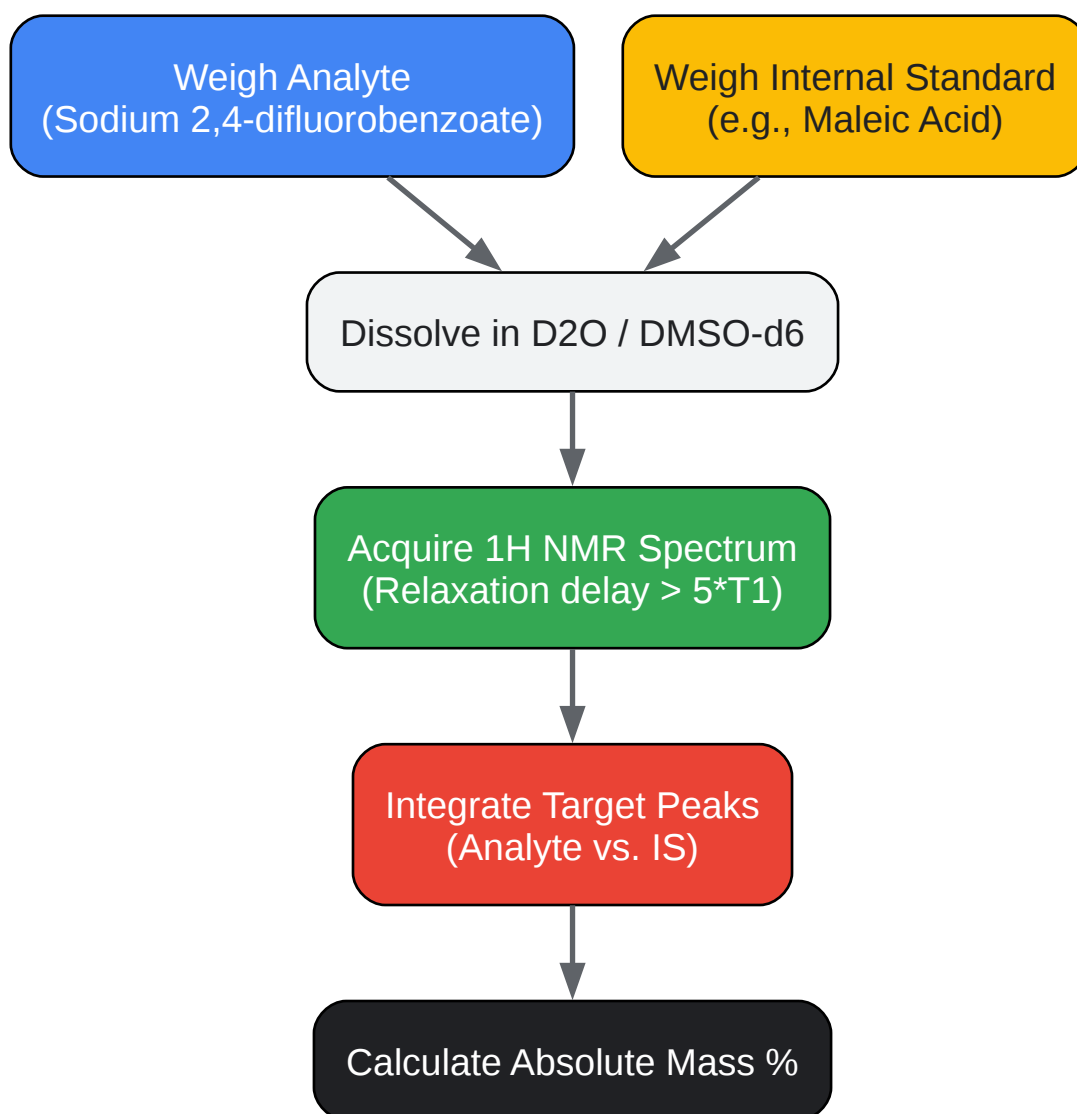 Weigh Analyte
(Sodium 2,4-difluorobenzoate)
Weigh Internal Standard
(e.g., Maleic Acid)
Dissolve in D2O / DMSO-d6
Acquire 1H NMR Spectrum
(Relaxation delay > 5*T1)
Integrate Target Peaks
(Analyte vs. IS)
Calculate Absolute Mass %